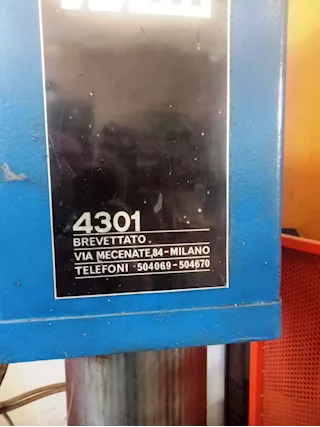 4301
BREVETTATO
VIA MECENATE,84-MILANO
TELEFONI 504069-504670